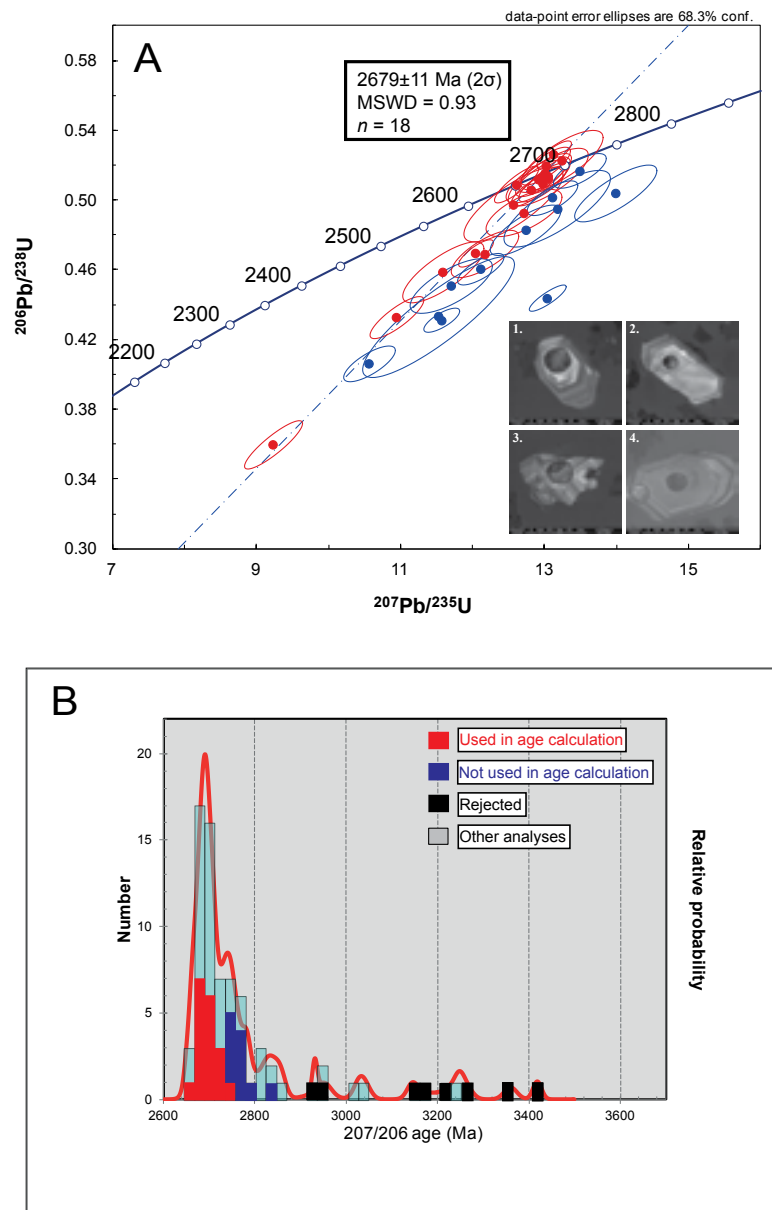 data-point error ellipses are 68.3% conf.
A
2679±11 Ma (2σ)
MSWD = 0.93
n = 18
0.58
0.54
0.50
0.46
0.42
0.38
0.34
0.30
206Pb/238U
2200
2300
2400
2500
2600
2700
2800
1.
2.
3.
4.
7
9
11
13
15
207Pb/235U
B
Used in age calculation
Not used in age calculation
Rejected
Other analyses
20
15
10
5
0
Number
Relative probability
2600
2800
3000
3200
3400
3600
207/206 age (Ma)